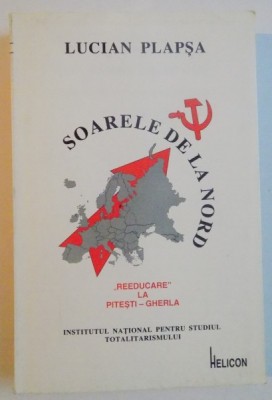 LUCIAN PLAPȘA
SOARELE DE LA NORD
„REEDUCARE”
LA
PITEȘTI – GHERLA
INSTITUTUL NAȚIONAL PENTRU STUDIUL
TOTALITARISMULUI
HELICON